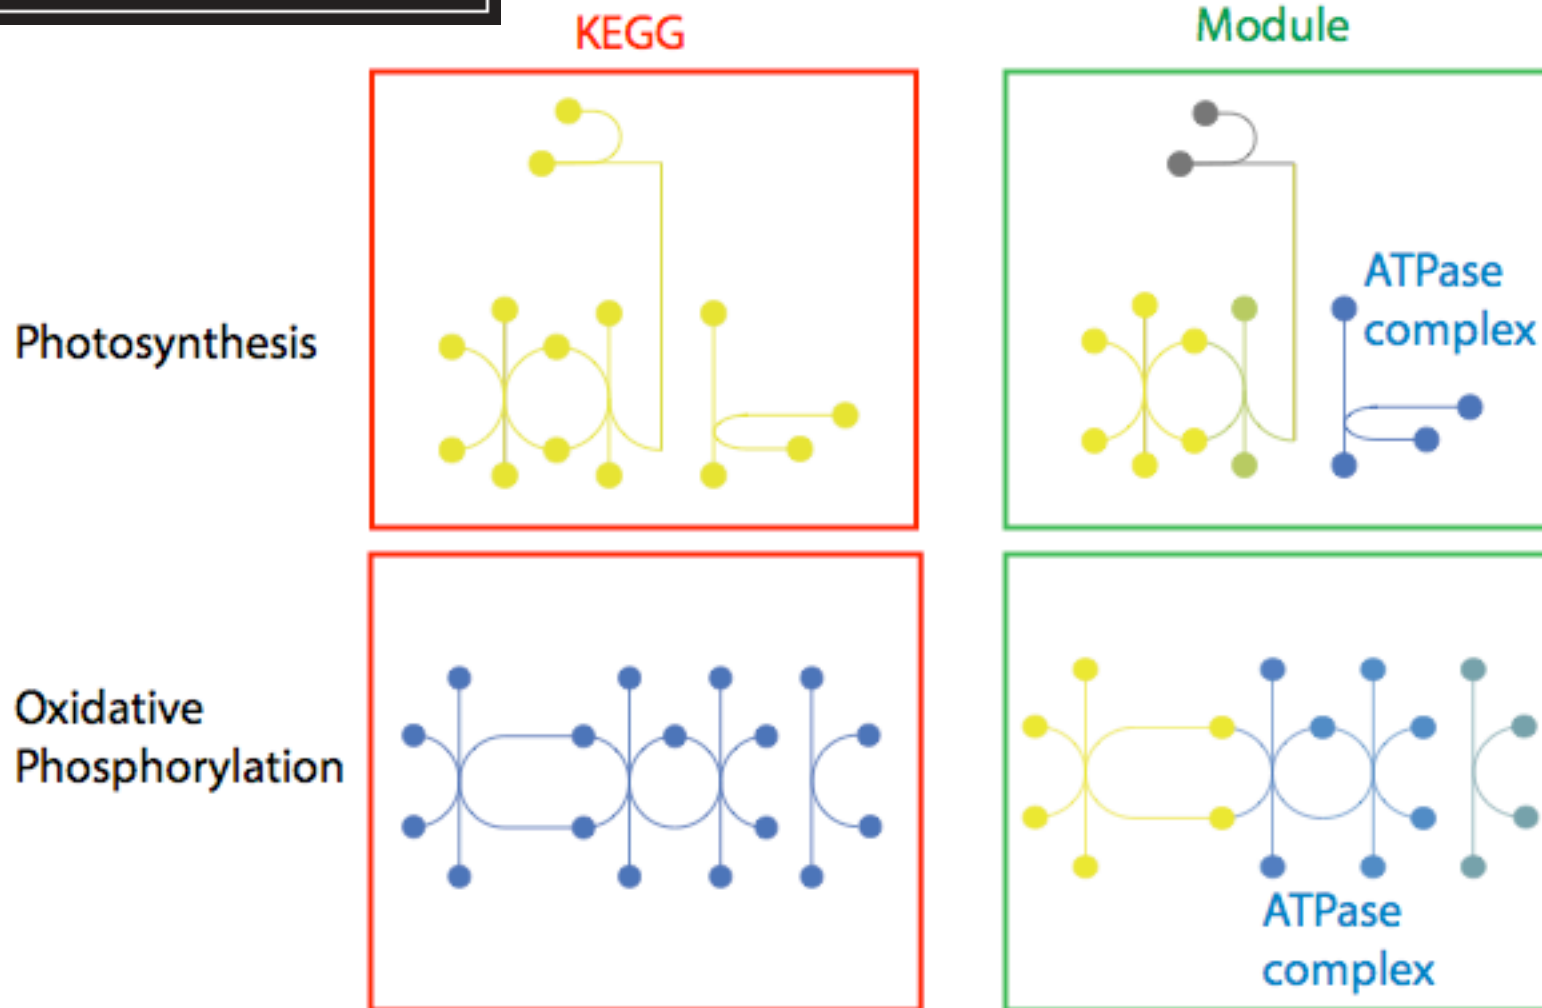 KEGG
Module
Photosynthesis
ATPase
complex
Oxidative
Phosphorylation
ATPase
complex